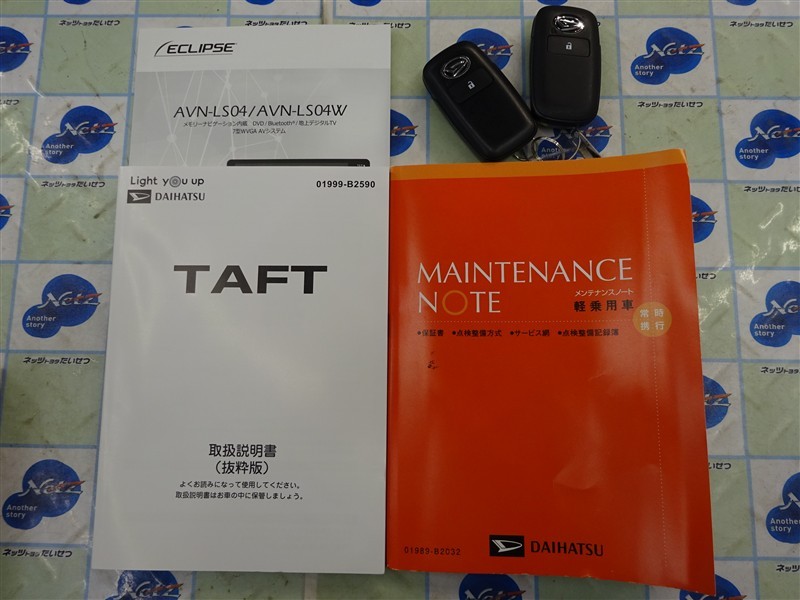 ECLIPSE
AVN-LS04/AVN-LS04W
メモリーナビゲーション内蔵 DVD/Bluetooth®/地上デジタルTV
7型WVGA AVシステム
Light you up
DAIHATSU
01999-B2590
TAFT
取扱説明書
(抜粋版)
よくお読みになって使用してください。
取扱説明書はお車の中に保管しましょう。
MAINTENANCE
NOTE
メンテナンスノート
軽乗用車
常時
携行
●保証書 ●点検整備方式 ●サービス網 ●点検整備記録簿
01989-B2032
DAIHATSU
Netz
Another
story
ネッツトヨタだいせつ